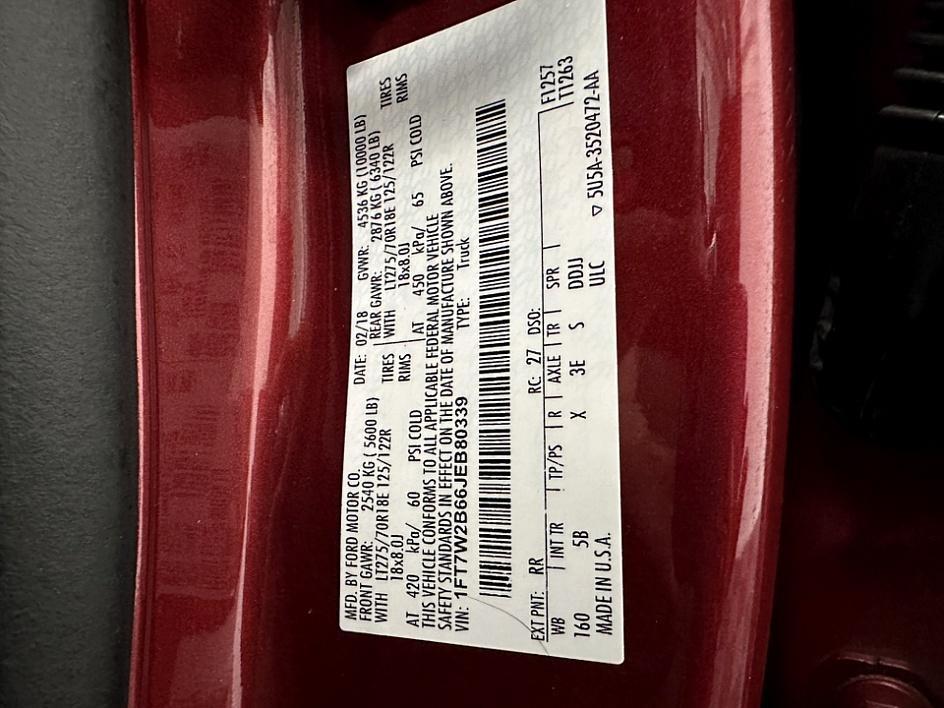 MFD. BY FORD MOTOR CO.
DATE: 02/18 GVWR: 4536 KG (10000 LB)
FRONT GAWR: 2540 KG ( 5600 LB)
REAR GAWR: 2876 KG ( 6340 LB)
WITH LT275/70R18E 125/122R TIRES
WITH LT275/70R18E 125/122R TIRES
18x8.0J RIMS
18x8.0J RIMS
AT 420 kPa/ 60 PSI COLD
AT 450 kPa/ 65 PSI COLD
THIS VEHICLE CONFORMS TO ALL APPLICABLE FEDERAL MOTOR VEHICLE
SAFETY STANDARDS IN EFFECT ON THE DATE OF MANUFACTURE SHOWN ABOVE.
VIN: 1FT7W2B66JEB80339 TYPE: Truck
EXT PNT: RR RC: 27 DSO: F1257
WB INT TR TP/PS R AXLE TR SPR T1263
160 5B X 3E S DDJJ
MADE IN U.S.A. ULC ▽ 5U5A-3520472-AA